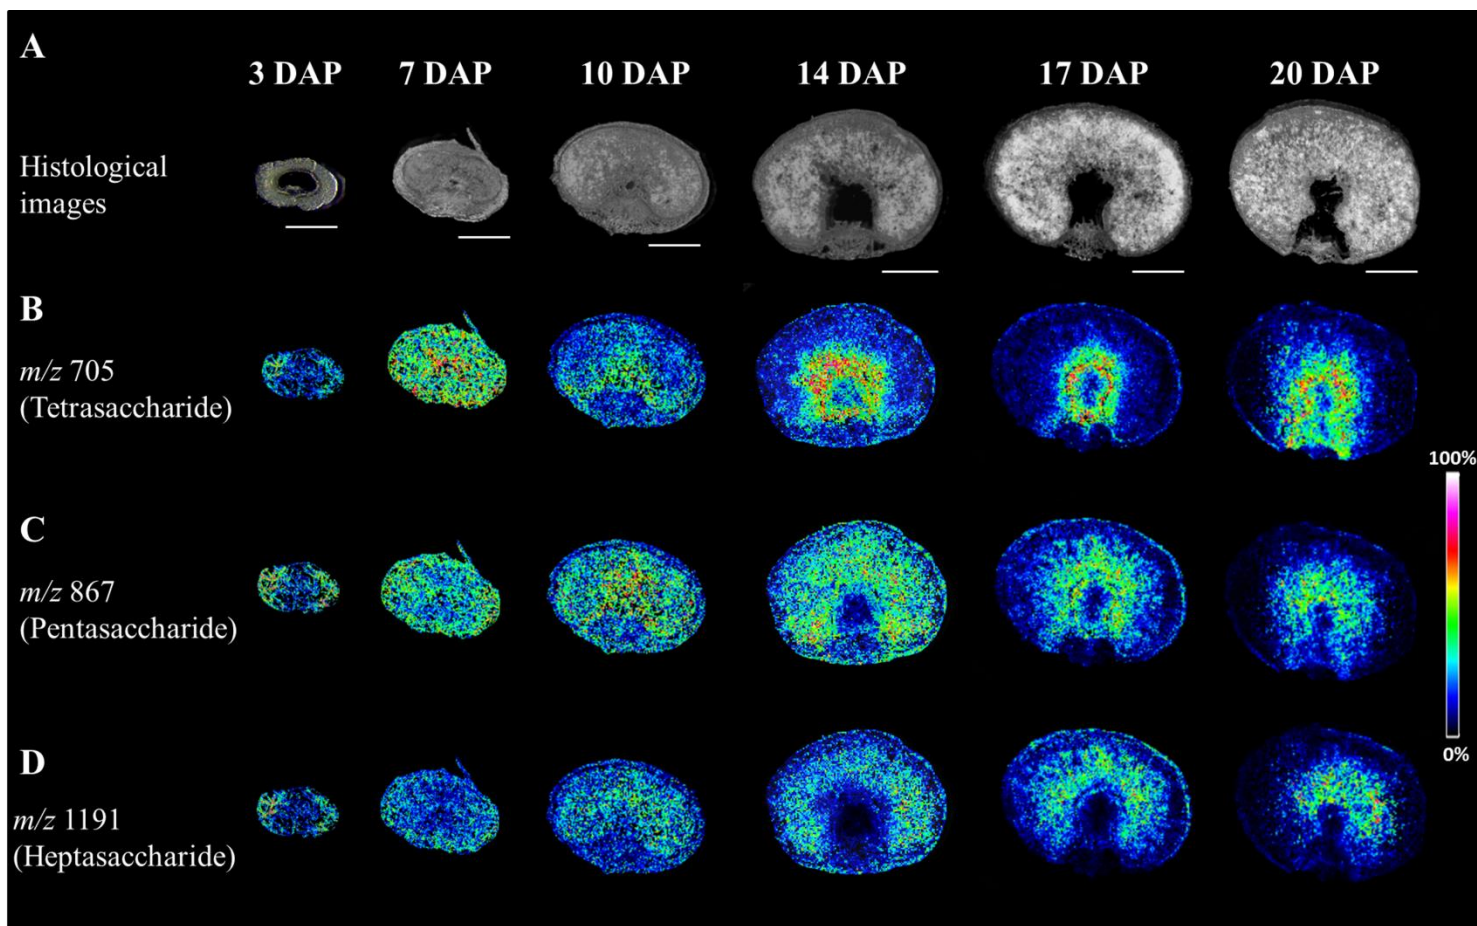 A
3 DAP 7 DAP 10 DAP 14 DAP 17 DAP 20 DAP
Histological
images
B
m/z 705
(Tetrasaccharide)
100%
C
m/z 867
(Pentasaccharide)
0%
D
m/z 1191
(Heptasaccharide)